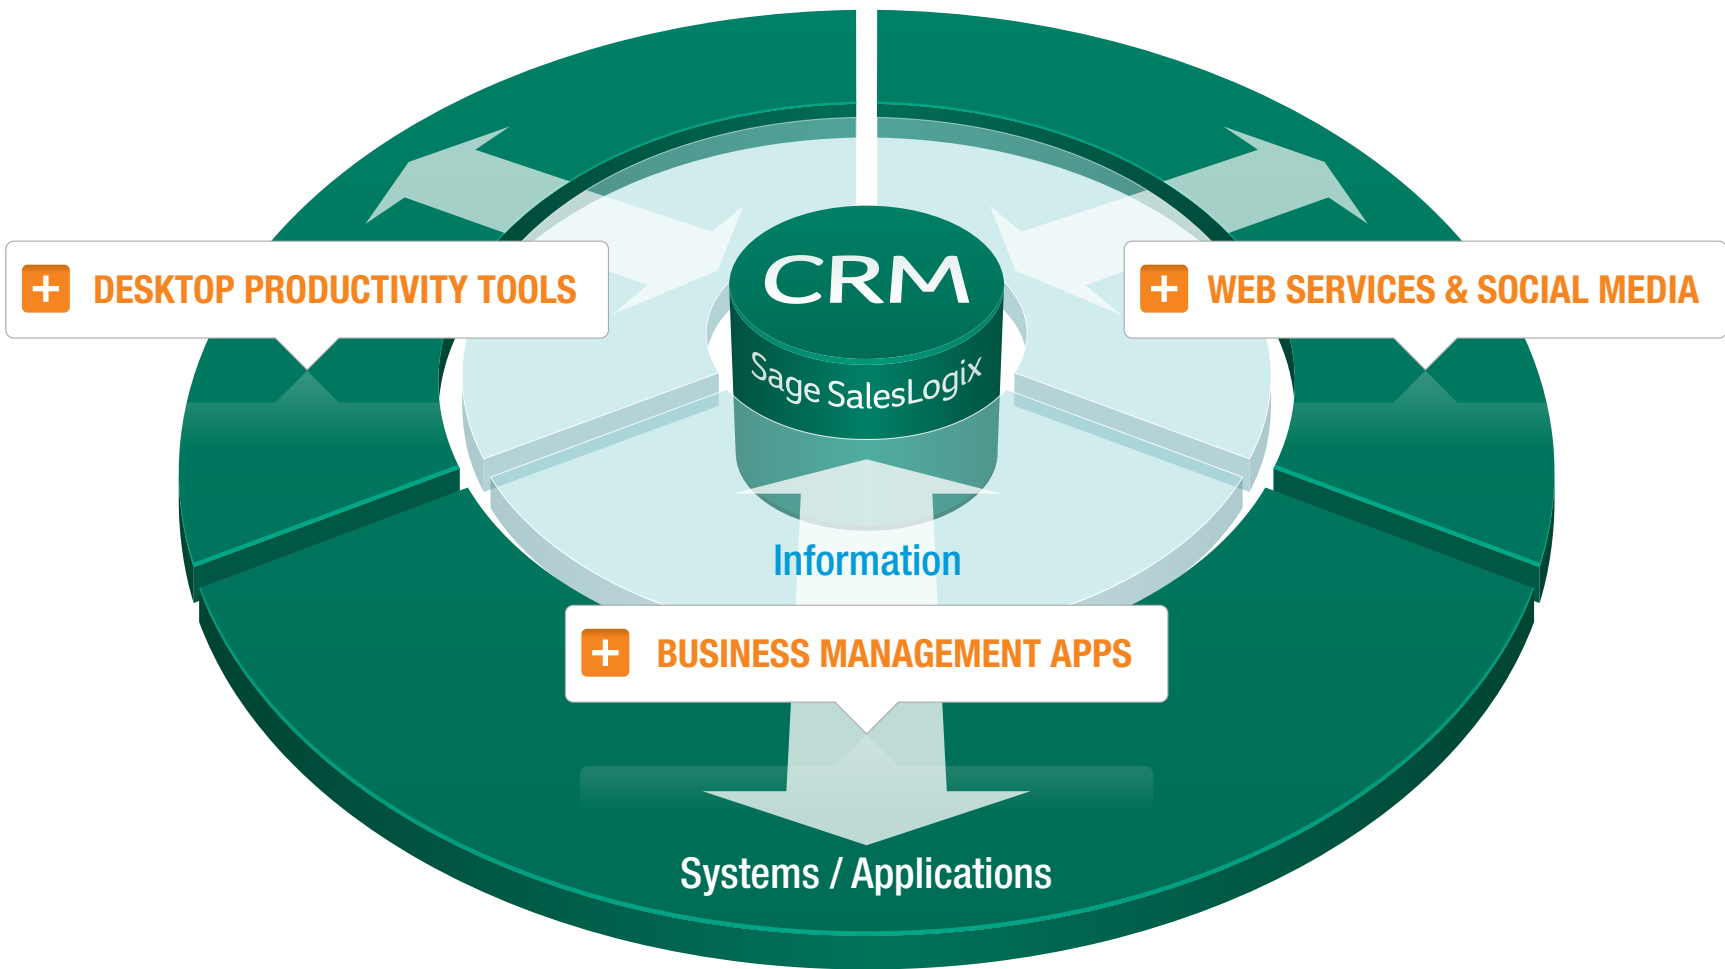 CRM
Sage SalesLogix
DESKTOP PRODUCTIVITY TOOLS
WEB SERVICES & SOCIAL MEDIA
Information
BUSINESS MANAGEMENT APPS
Systems / Applications